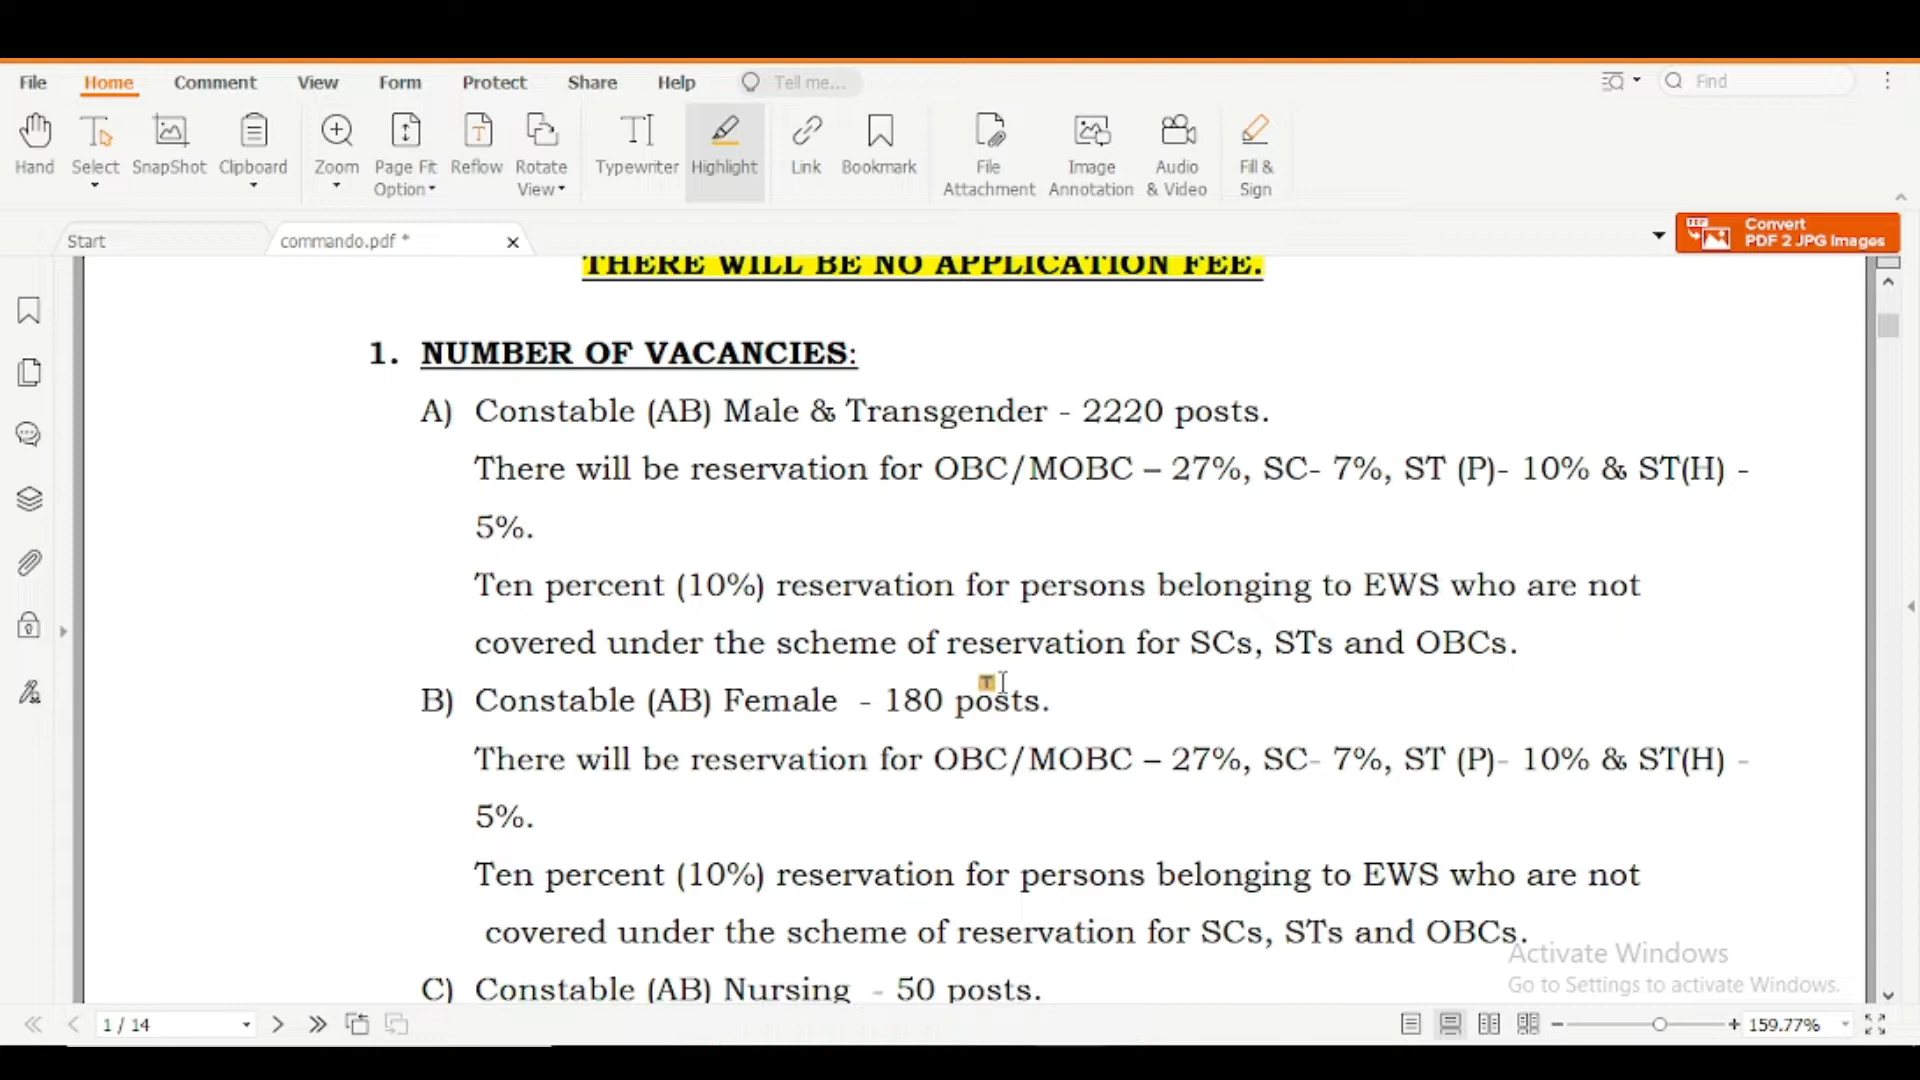 File Home Comment View Form Protect Share Help Tell me... Find
Hand Select SnapShot Clipboard Zoom Page Fit Option Reflow Rotate View Typewriter Highlight Link Bookmark File Attachment Image Annotation Audio & Video Fill & Sign
Start commando.pdf * Convert
PDF 2 JPG Images
THERE WILL BE NO APPLICATION FEE.
1. NUMBER OF VACANCIES:
A) Constable (AB) Male & Transgender - 2220 posts.
There will be reservation for OBC/MOBC – 27%, SC- 7%, ST (P)- 10% & ST(H) -
5%.
Ten percent (10%) reservation for persons belonging to EWS who are not
covered under the scheme of reservation for SCs, STs and OBCs.
B) Constable (AB) Female - 180 posts.
There will be reservation for OBC/MOBC – 27%, SC- 7%, ST (P)- 10% & ST(H) -
5%.
Ten percent (10%) reservation for persons belonging to EWS who are not
covered under the scheme of reservation for SCs, STs and OBCs.
C) Constable (AB) Nursing - 50 posts.
Activate Windows
Go to Settings to activate Windows.
1 / 14 159.77%